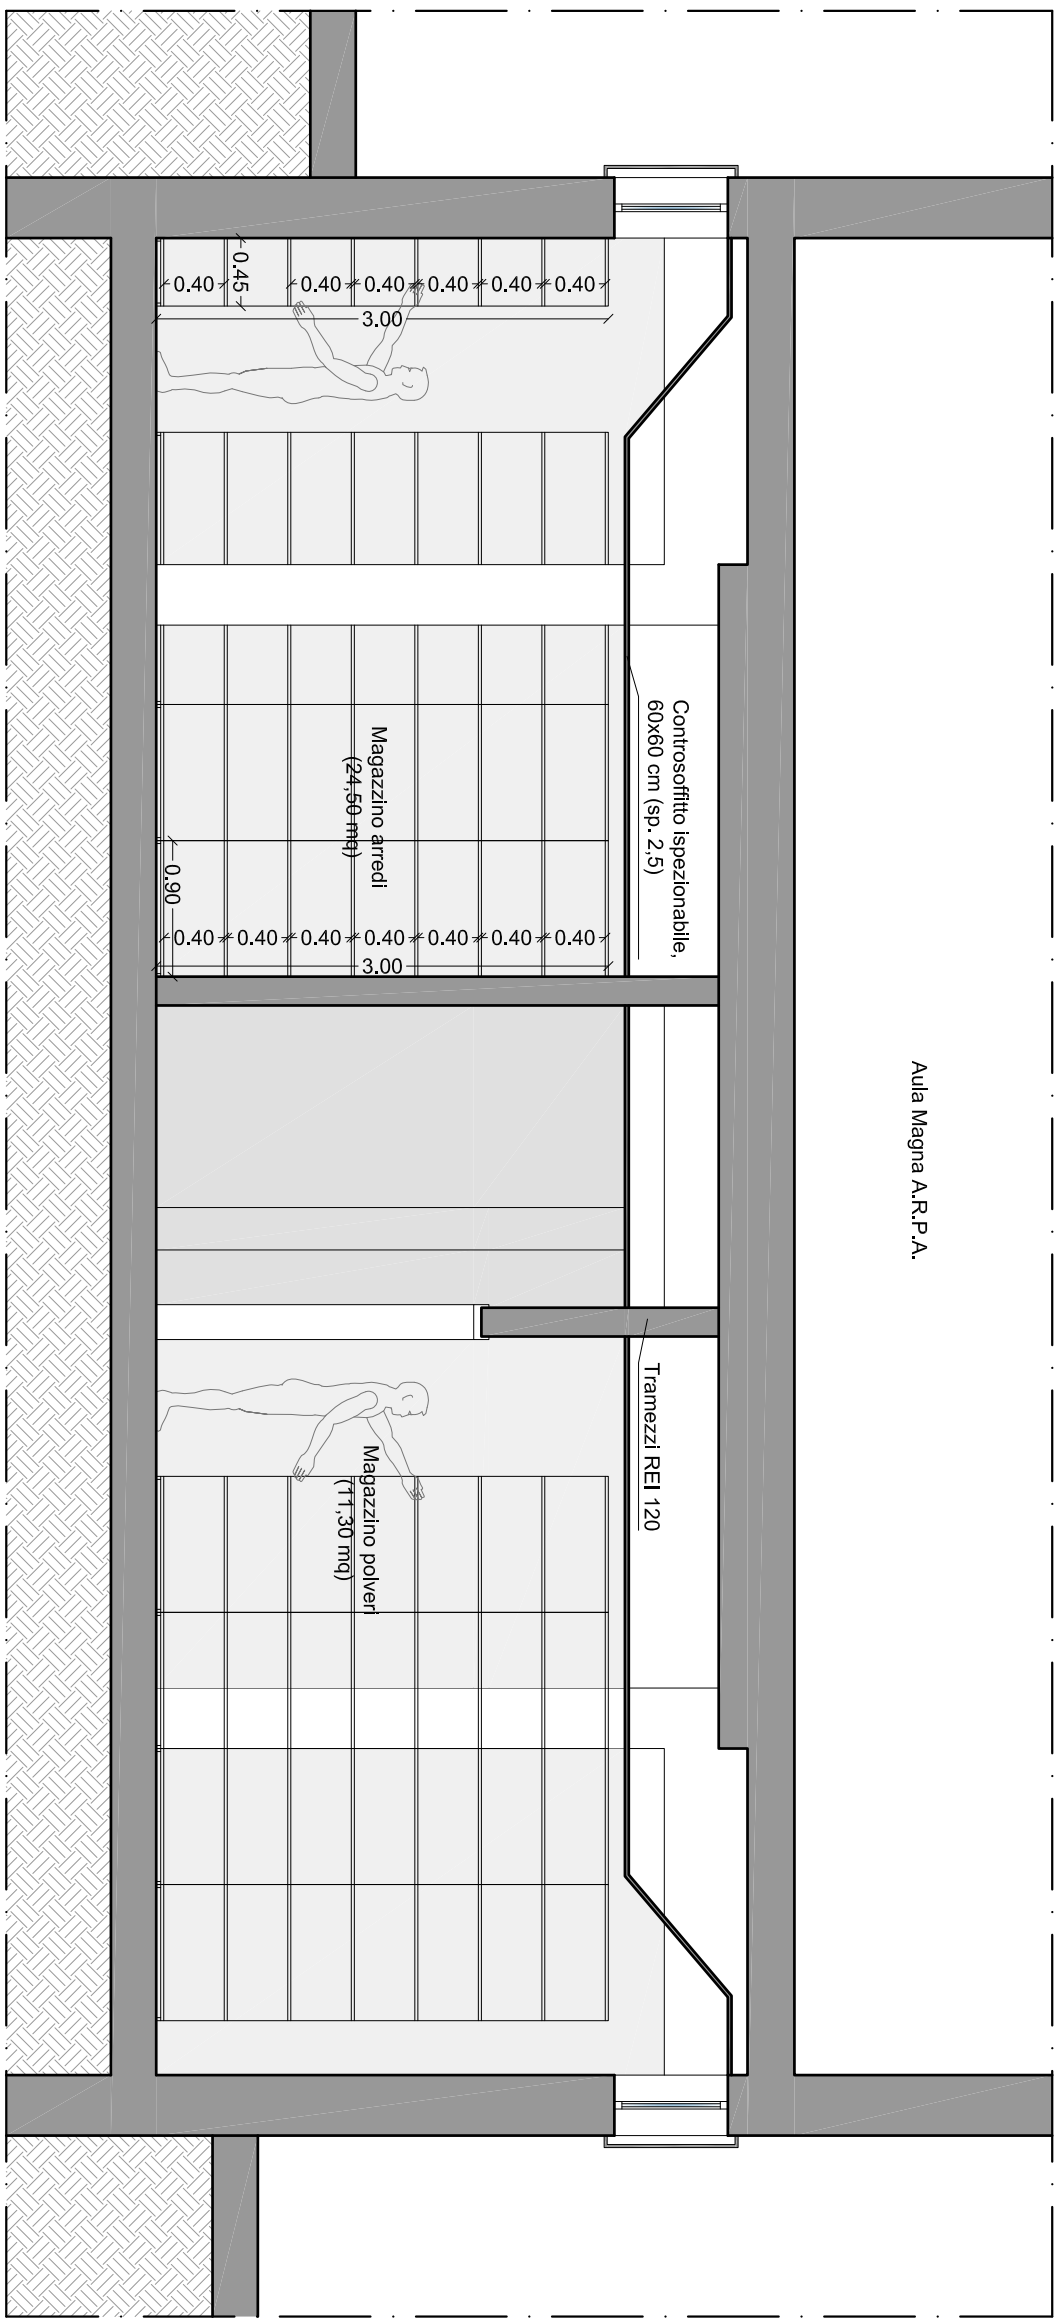 Aula Magna A.R.P.A.
Controsoffitto ispezionabile,
60x60 cm (sp. 2,5)
Tramezzi REI 120
Magazzino arredi
(24,50 mq)
Magazzino polveri
(11,30 mq)
0.45
0.40 0.40 0.40 0.40 0.40 0.40
3.00
0.90
0.40 0.40 0.40 0.40 0.40 0.40 0.40
3.00